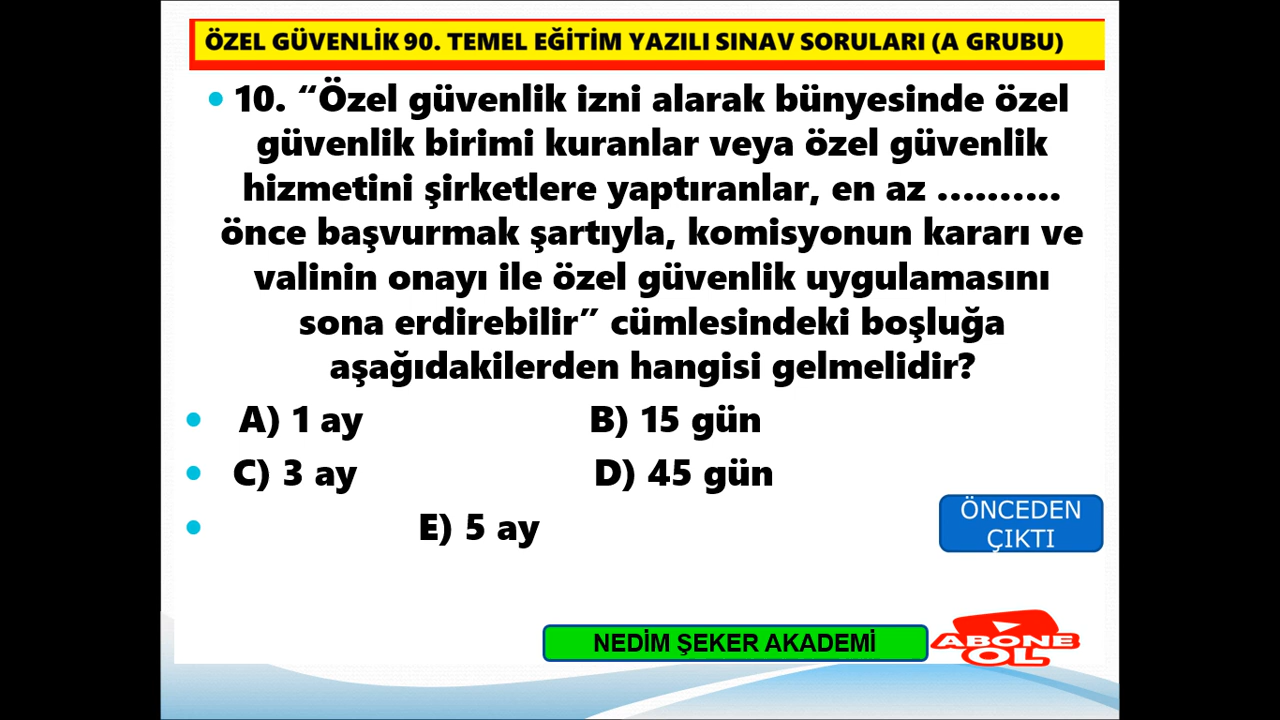 ÖZEL GÜVENLİK 90. TEMEL EĞİTİM YAZILI SINAV SORULARI (A GRUBU)
10. “Özel güvenlik izni alarak bünyesinde özel
güvenlik birimi kuranlar veya özel güvenlik
hizmetini şirketlere yaptıranlar, en az ……….
önce başvurmak şartıyla, komisyonun kararı ve
valinin onayı ile özel güvenlik uygulamasını
sona erdirebilir” cümlesindeki boşluğa
aşağıdakilerden hangisi gelmelidir?
A) 1 ay B) 15 gün
C) 3 ay D) 45 gün
E) 5 ay
ÖNCEDEN
ÇIKTI
NEDİM ŞEKER AKADEMİ
ABONE
OL